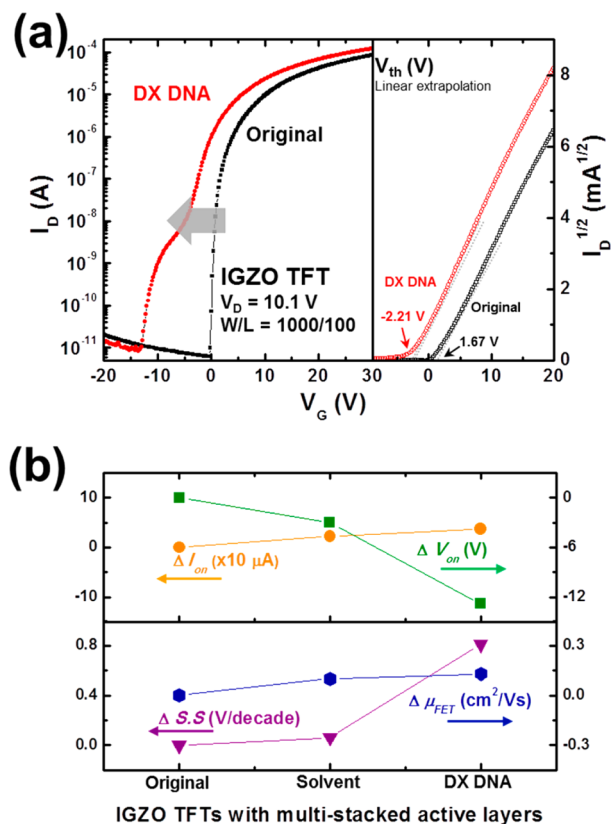 (a)
10⁻⁴
10⁻⁵
10⁻⁶
10⁻⁷
10⁻⁸
10⁻⁹
10⁻¹⁰
10⁻¹¹
I_D (A)
DX DNA
Original
IGZO TFT
V_D = 10.1 V
W/L = 1000/100
-20 -10 0 10 20 30
V_th (V)
Linear extrapolation
DX DNA
-2.21 V
Original
1.67 V
0 10 20
8
6
4
2
0
I_D^1/2 (mA^1/2)
V_G (V)
(b)
10
0
-10
Δ I_on (x10 μA)
Δ V_on (V)
0
-6
-12
0.8
0.4
0.0
Δ S.S (V/decade)
Δ μ_FET (cm²/Vs)
0.3
0.0
-0.3
Original Solvent DX DNA
IGZO TFTs with multi-stacked active layers